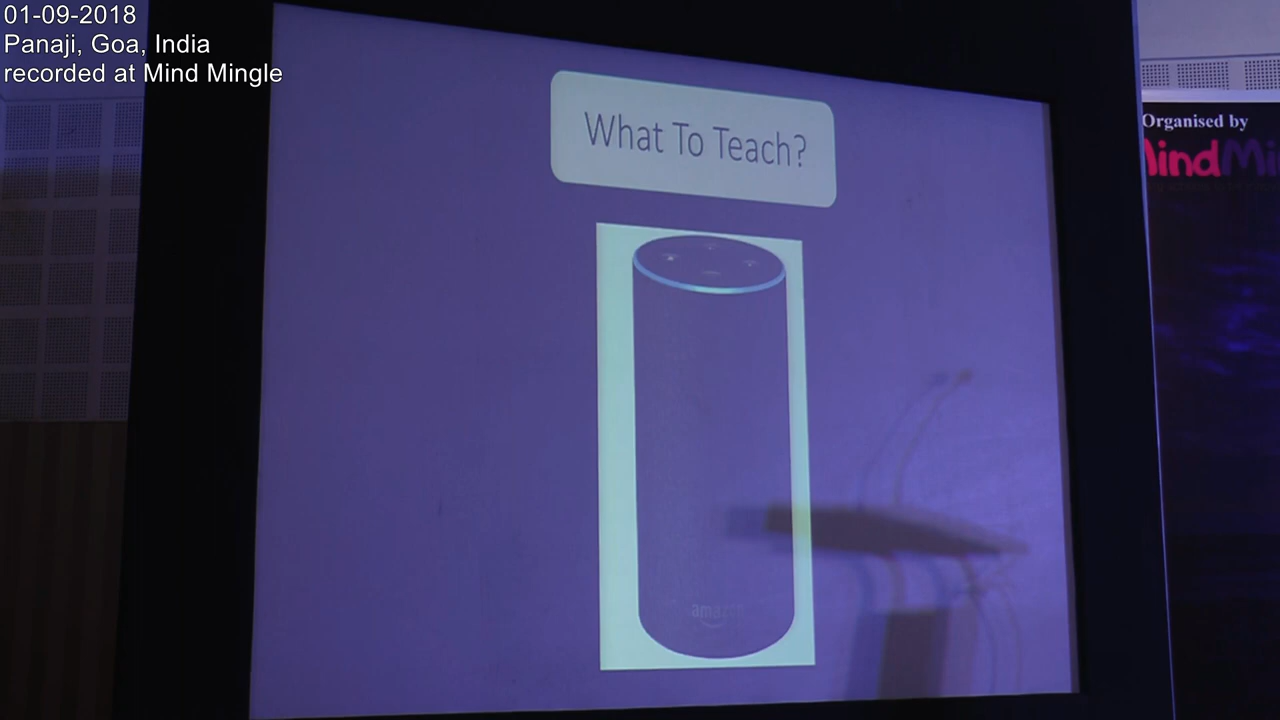 01-09-2018
Panaji, Goa, India
recorded at Mind Mingle
What To Teach?
Organised by
amazon